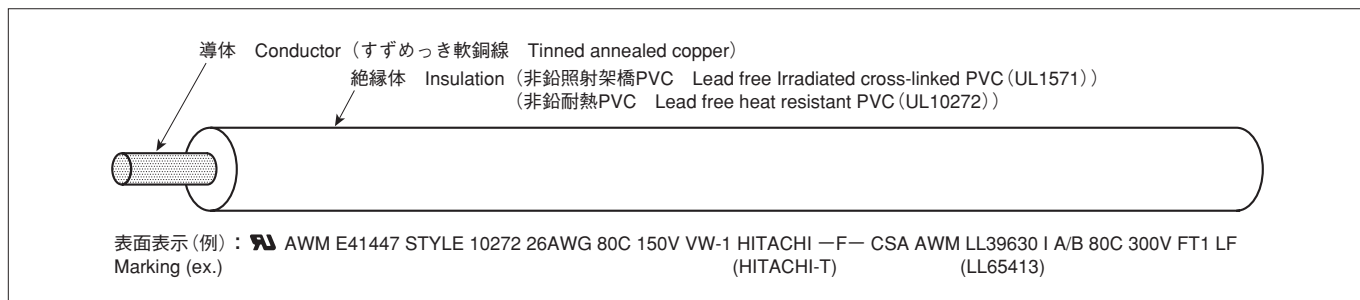 導体　Conductor（すずめっき軟銅線　Tinned annealed copper）
絶縁体　Insulation（非鉛照射架橋PVC　Lead free Irradiated cross-linked PVC（UL1571））
（非鉛耐熱PVC　Lead free heat resistant PVC（UL10272））
表面表示（例）： RU AWM E41447 STYLE 10272 26AWG 80C 150V VW-1 HITACHI －F－ CSA AWM LL39630 I A/B 80C 300V FT1 LF
Marking (ex.) (HITACHI-T) (LL65413)